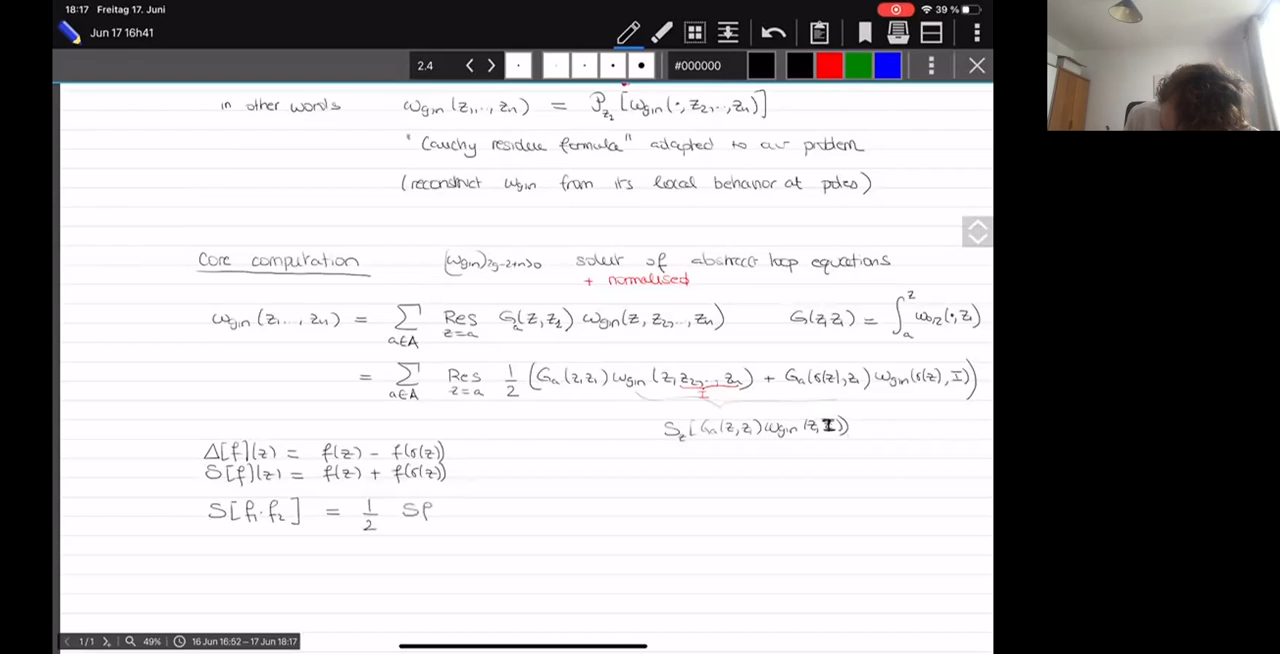 18:17 Freitag 17. Juni 39 %
Jun 17 16h41
2.4 #000000
in other words ω_{g,n}(z_1,...,z_n) = P_{z_1}[ω_{g,n}(•,z_2,...,z_n)]
"Cauchy residue formula" adapted to our problem
(reconstruct ω_{g,n} from its local behavior at poles)
Core computation (ω_{g,n})_{2g-2+n>0} solut of abstract loop equations
+ normalised
ω_{g,n}(z_1,...,z_n) = Σ_{a∈A} Res_{z=a} G_a(z,z_1) ω_{g,n}(z,z_2,...,z_n) G(z,z_1) = ∫_a^z ω_{0,2}(•,z_1)
= Σ_{a∈A} Res_{z=a} 1/2 (G_a(z,z_1) ω_{g,n}(z,z_2,...,z_n) + G_a(σ(z),z_1) ω_{g,n}(σ(z),I))
I
S_z[G_a(z,z_1) ω_{g,n}(z,I)]
Δ[f](z) = f(z) - f(σ(z))
S[f](z) = f(z) + f(σ(z))
S[f_1·f_2] = 1/2 Sf
1/1 49% 16 Jun 16:52 – 17 Jun 18:17